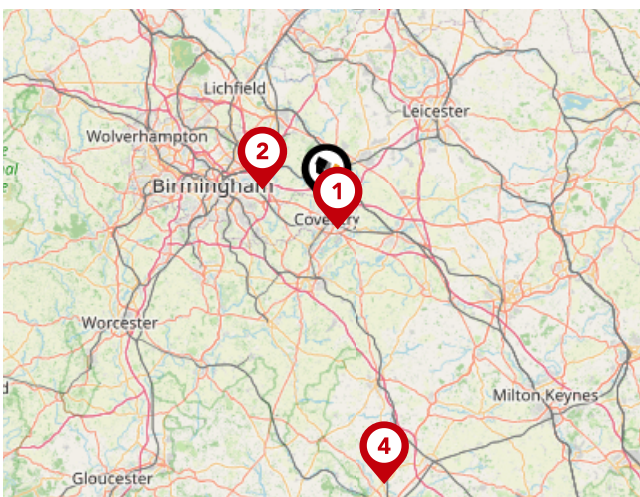 Lichfield
Leicester
Wolverhampton
2
Birmingham
1
Coventry
Worcester
Milton Keynes
4
Gloucester
d